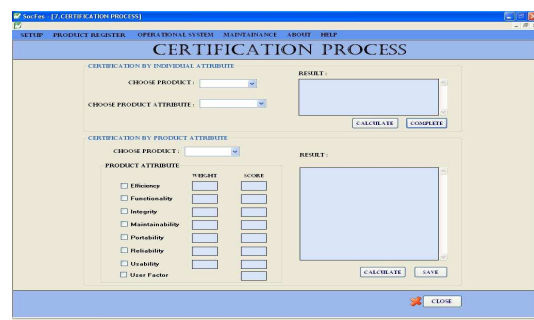 SocFes - [7.CERTIFICATION PROCESS]
SETUP PRODUCT REGISTER OPERATIONAL SYSTEM MAINTAINANCE ABOUT HELP
CERTIFICATION PROCESS
CERTIFICATION BY INDIVIDUAL ATTRIBUTE
RESULT :
CHOOSE PRODUCT :
CHOOSE PRODUCT ATTRIBUTE :
CALCULATE COMPLETE
CERTIFICATION BY PRODUCT ATTRIBUTE
CHOOSE PRODUCT :
RESULT :
PRODUCT ATTRIBUTE
WEIGHT SCORE
Efficiency
Functionality
Integrity
Maintainability
Portability
Reliability
Usability
User Factor
CALCULATE SAVE
CLOSE